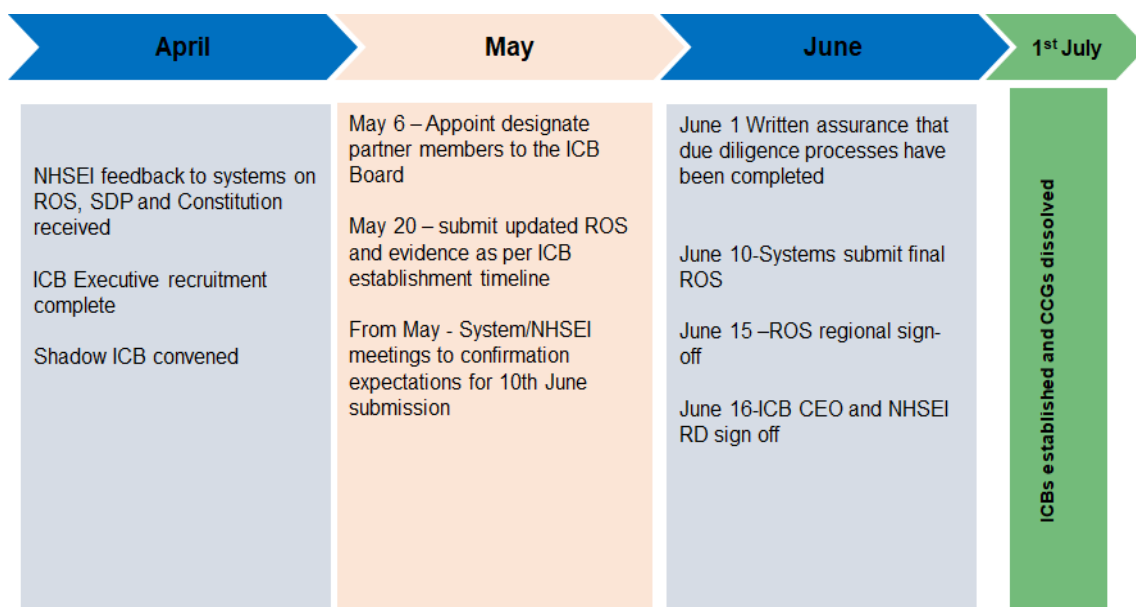 April
May
June
1st July
NHSEI feedback to systems on
ROS, SDP and Constitution
received
ICB Executive recruitment
complete
Shadow ICB convened
May 6 – Appoint designate
partner members to the ICB
Board
May 20 – submit updated ROS
and evidence as per ICB
establishment timeline
From May - System/NHSEI
meetings to confirmation
expectations for 10th June
submission
June 1 Written assurance that
due diligence processes have
been completed
June 10-Systems submit final
ROS
June 15 –ROS regional sign-
off
June 16-ICB CEO and NHSEI
RD sign off
ICBs established and CCGs dissolved